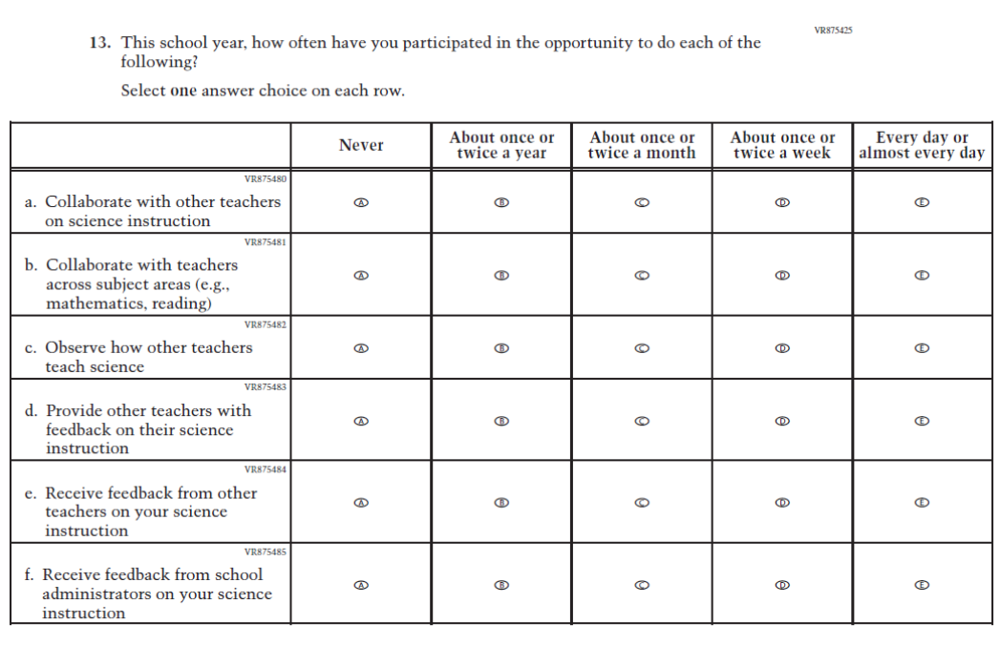 VR875425
13. This school year, how often have you participated in the opportunity to do each of the
following?
Select one answer choice on each row.
Never
About once or
twice a year
About once or
twice a month
About once or
twice a week
Every day or
almost every day
VR875480
a. Collaborate with other teachers
on science instruction
A B C D E
VR875481
b. Collaborate with teachers
across subject areas (e.g.,
mathematics, reading)
A B C D E
VR875482
c. Observe how other teachers
teach science
A B C D E
VR875483
d. Provide other teachers with
feedback on their science
instruction
A B C D E
VR875484
e. Receive feedback from other
teachers on your science
instruction
A B C D E
VR875485
f. Receive feedback from school
administrators on your science
instruction
A B C D E